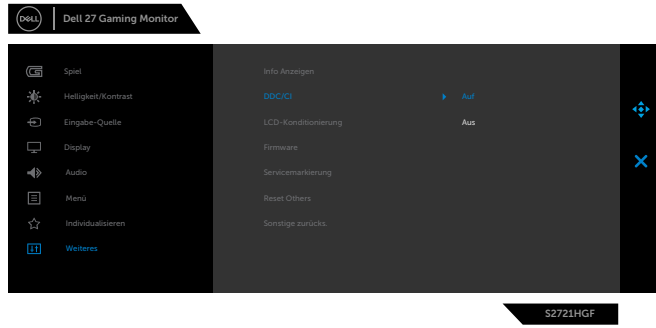 DELL
Dell 27 Gaming Monitor
Spiel
Helligkeit/Kontrast
Eingabe-Quelle
Display
Audio
Menü
Individualisieren
Weiteres
Info Anzeigen
DDC/CI
Auf
LCD-Konditionierung
Aus
Firmware
Servicemarkierung
Reset Others
Sonstige zurücks.
S2721HGF